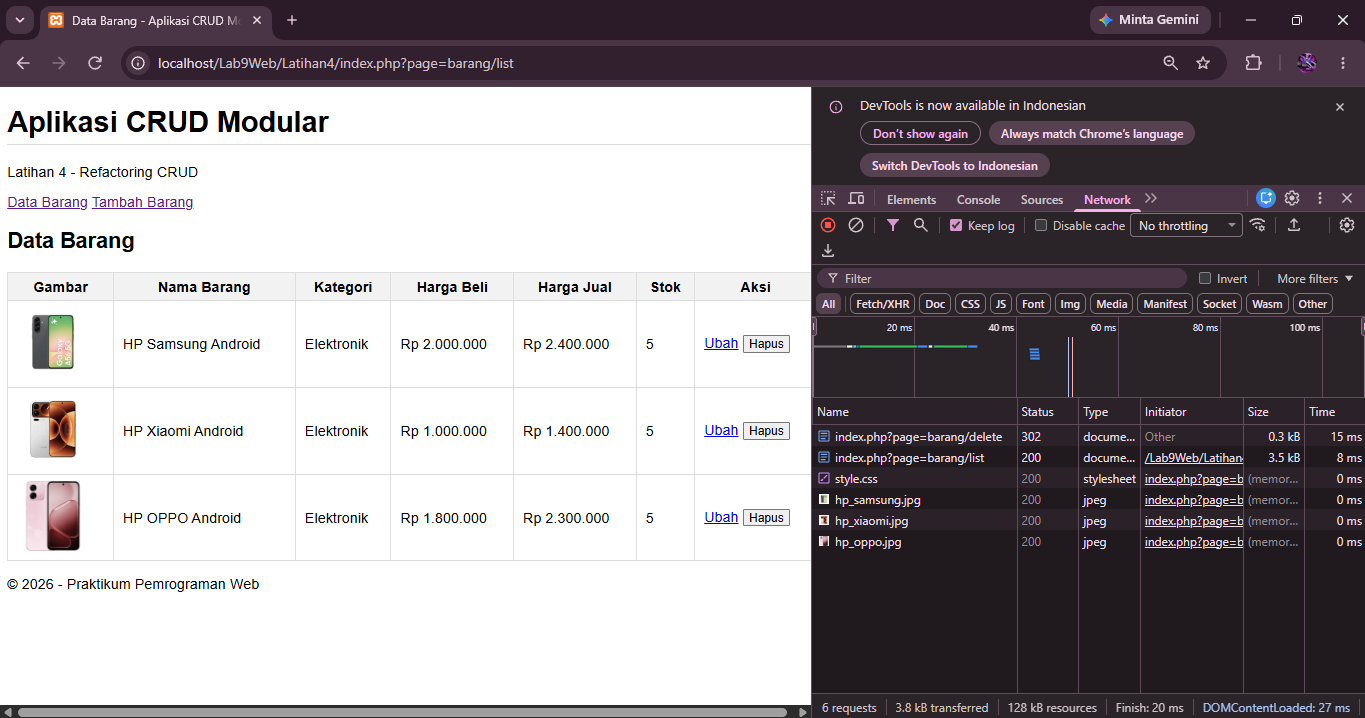 Data Barang - Aplikasi CRUD Mo
Minta Gemini
localhost/Lab9Web/Latihan4/index.php?page=barang/list
Aplikasi CRUD Modular
Latihan 4 - Refactoring CRUD
Data Barang Tambah Barang
Data Barang
Gambar Nama Barang Kategori Harga Beli Harga Jual Stok Aksi
HP Samsung Android Elektronik Rp 2.000.000 Rp 2.400.000 5 Ubah Hapus
HP Xiaomi Android Elektronik Rp 1.000.000 Rp 1.400.000 5 Ubah Hapus
HP OPPO Android Elektronik Rp 1.800.000 Rp 2.300.000 5 Ubah Hapus
© 2026 - Praktikum Pemrograman Web
DevTools is now available in Indonesian
Don't show again Always match Chrome's language
Switch DevTools to Indonesian
Elements Console Sources Network
Keep log Disable cache No throttling
Filter Invert More filters
All Fetch/XHR Doc CSS JS Font Img Media Manifest Socket Wasm Other
20 ms 40 ms 60 ms 80 ms 100 ms
Name Status Type Initiator Size Time
index.php?page=barang/delete 302 docume... Other 0.3 kB 15 ms
index.php?page=barang/list 200 docume... /Lab9Web/Latihan 3.5 kB 8 ms
style.css 200 stylesheet index.php?page=b (memor... 0 ms
hp_samsung.jpg 200 jpeg index.php?page=b (memor... 0 ms
hp_xiaomi.jpg 200 jpeg index.php?page=b (memor... 0 ms
hp_oppo.jpg 200 jpeg index.php?page=b (memor... 0 ms
6 requests 3.8 kB transferred 128 kB resources Finish: 20 ms DOMContentLoaded: 27 ms